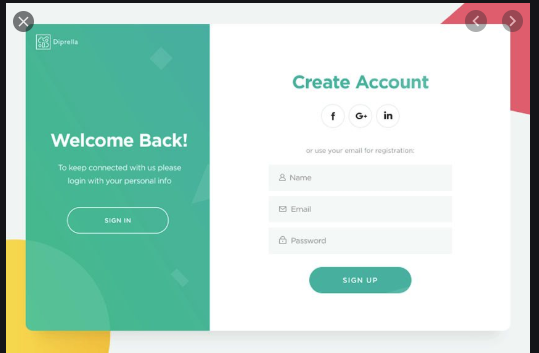 Diprella
Welcome Back!
To keep connected with us please
login with your personal info
SIGN IN
Create Account
f
G+
in
or use your email for registration:
Name
Email
Password
SIGN UP